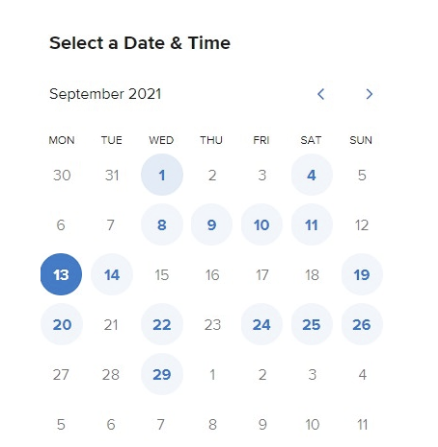 Select a Date & Time
September 2021
MON TUE WED THU FRI SAT SUN
30 31 1 2 3 4 5
6 7 8 9 10 11 12
13 14 15 16 17 18 19
20 21 22 23 24 25 26
27 28 29 1 2 3 4
5 6 7 8 9 10 11